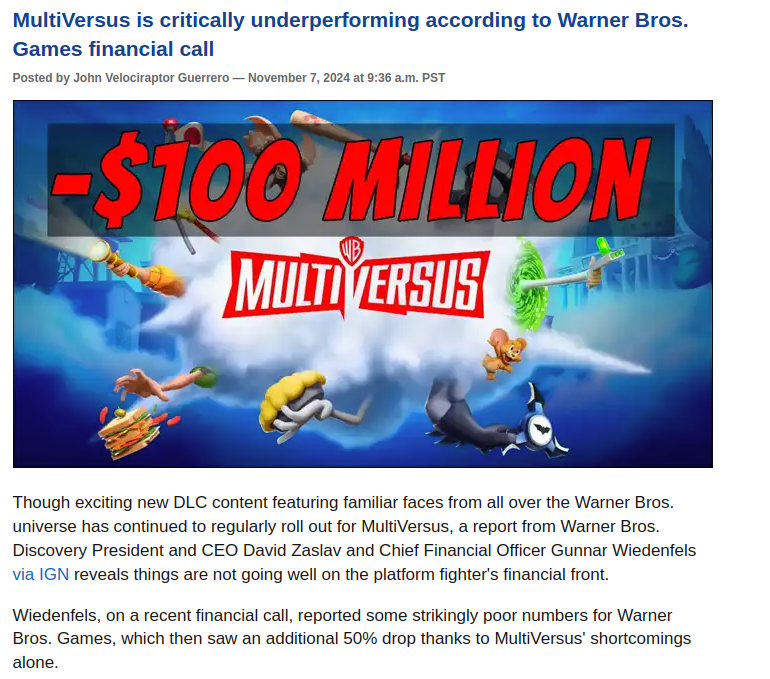 MultiVersus is critically underperforming according to Warner Bros.
Games financial call
Posted by John Velociraptor Guerrero — November 7, 2024 at 9:36 a.m. PST
-$100 MILLION
WB
MULTIVERSUS
Though exciting new DLC content featuring familiar faces from all over the Warner Bros.
universe has continued to regularly roll out for MultiVersus, a report from Warner Bros.
Discovery President and CEO David Zaslav and Chief Financial Officer Gunnar Wiedenfels
via IGN reveals things are not going well on the platform fighter's financial front.
Wiedenfels, on a recent financial call, reported some strikingly poor numbers for Warner
Bros. Games, which then saw an additional 50% drop thanks to MultiVersus' shortcomings
alone.